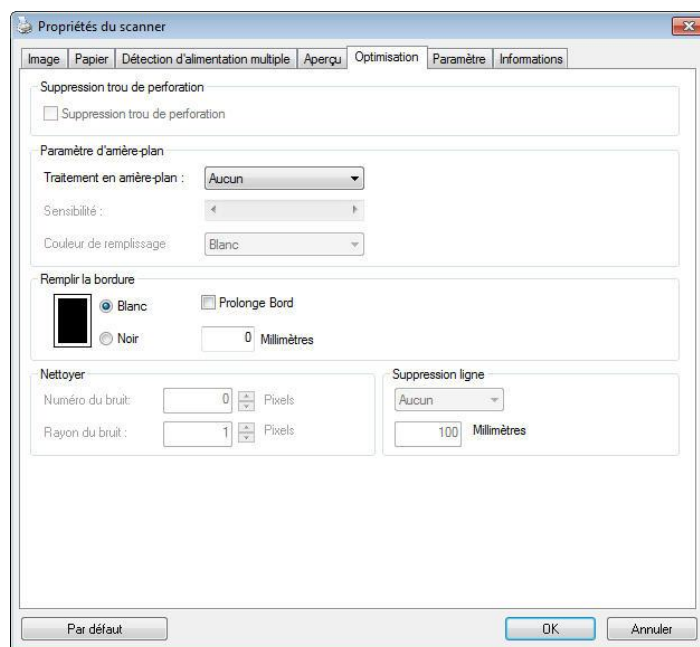 Propriétés du scanner
Image Papier Détection d'alimentation multiple Aperçu Optimisation Paramètre Informations
Suppression trou de perforation
Suppression trou de perforation
Paramètre d'arrière-plan
Traitement en arrière-plan : Aucun
Sensibilité :
Couleur de remplissage Blanc
Remplir la bordure
Blanc Prolonge Bord
Noir 0 Millimètres
Nettoyer
Numéro du bruit: 0 Pixels
Rayon du bruit : 1 Pixels
Suppression ligne
Aucun
100 Millimètres
Par défaut OK Annuler